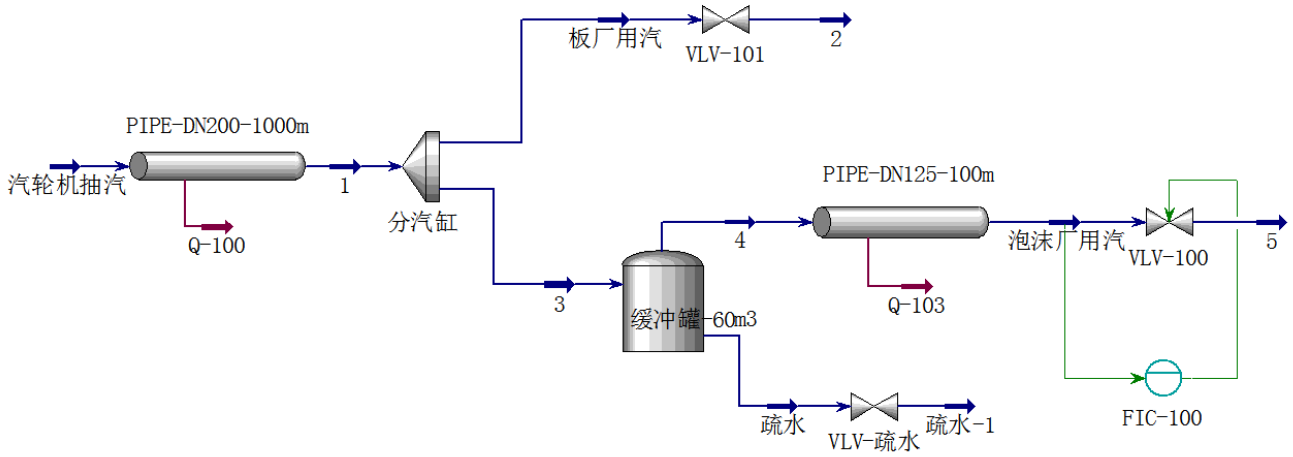 板厂用汽
VLV-101
2
PIPE-DN200-1000m
汽轮机抽汽
1
Q-100
分汽缸
PIPE-DN125-100m
4
泡沫厂用汽
VLV-100
5
Q-103
3
缓冲罐-60m3
疏水
VLV-疏水
疏水-1
FIC-100